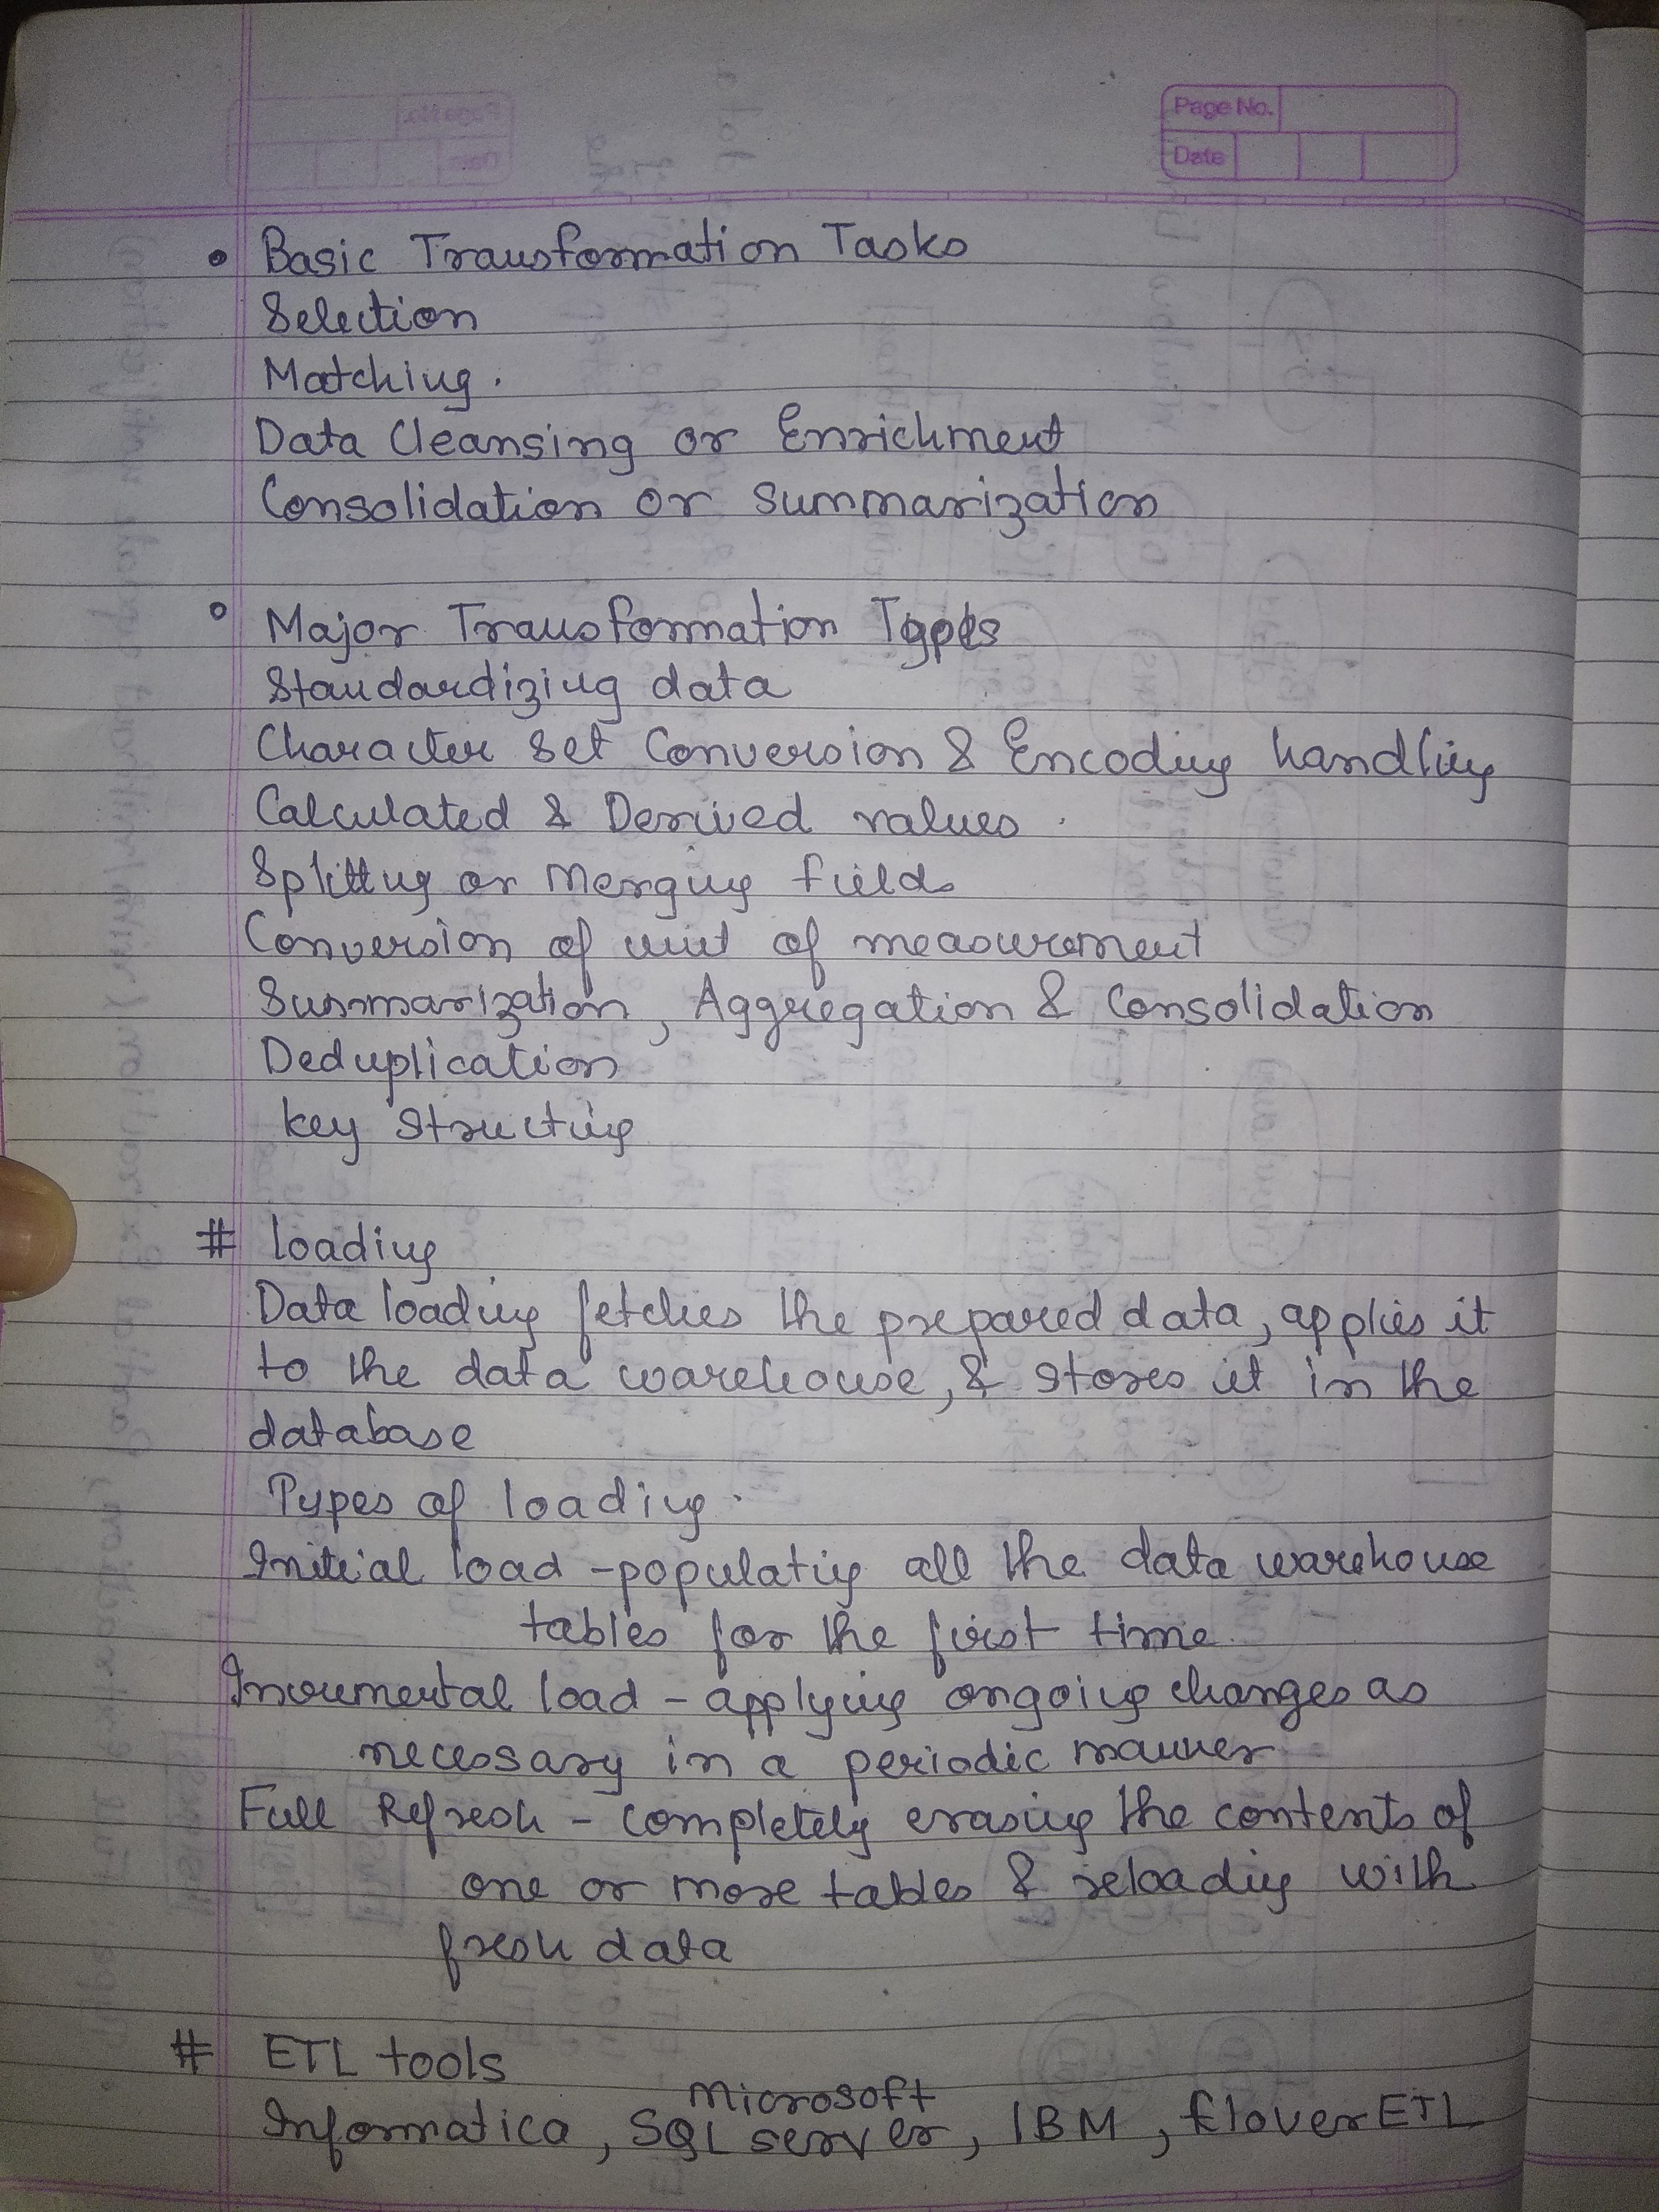 Page No.
Date
• Basic Transformation Tasks
Selection
Matching.
Data Cleansing or Enrichment
Consolidation or Summarization
° Major Transformation Types
Standardizing data
Character Set Conversion & Encoding handling
Calculated & Derived values
Splitting or Merging field
Conversion of unit of measurement
Summarization, Aggregation & Consolidation
Deduplication
key Structing
# loading
Data loading fetches the prepared data, applies it
to the data warehouse, & stores it in the
database
Types of loading.
Initial load - populating all the data warehouse
tables for the first time
Incremental load - applying ongoing changes as
necessary in a periodic manner
Full Refresh - completely erasing the contents of
one or more tables & reloading with
fresh data
# ETL tools
Microsoft
Informatica, SQL server, IBM, CloverETL